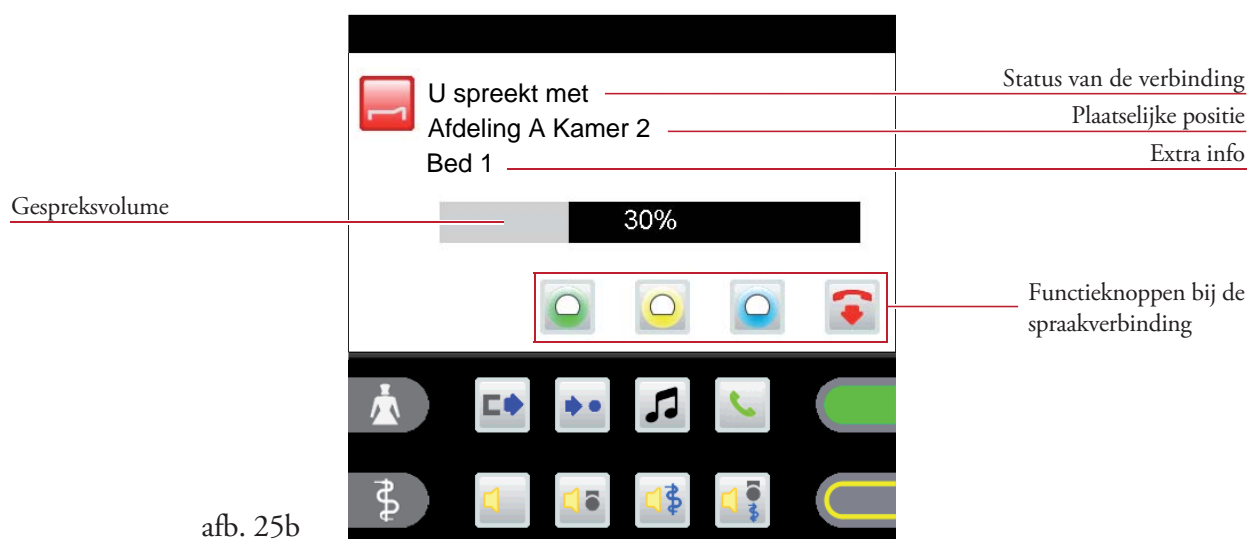 U spreekt met
Status van de verbinding
Afdeling A Kamer 2
Plaatselijke positie
Bed 1
Extra info
Gespreksvolume
30%
Functieknoppen bij de
spraakverbinding
afb. 25b